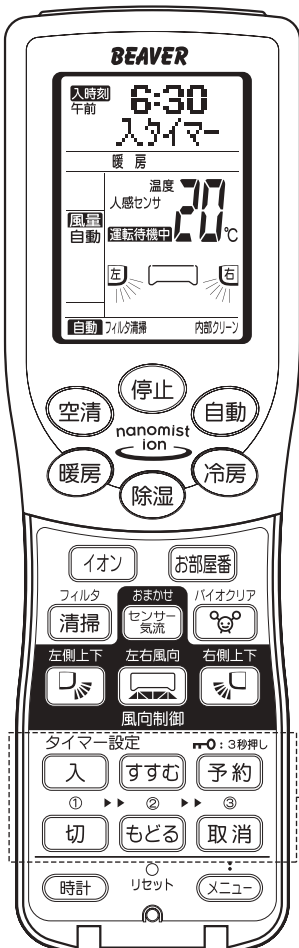 BEAVER
入時刻 6:30
午前
入タイマー
暖 房
温度
人感センサ 20℃
風量
自動 運転待機中
左 右
自動 フィルタ清掃 内部クリーン
停止
空清 自動
nanomist
ion
暖房 冷房
除湿
イオン お部屋番
フィルタ おまかせ バイオクリア
清掃 センサー
気流
左側上下 左右風向 右側上下
風向制御
タイマー設定 :3秒押し
入 すすむ 予約
① ▶▶ ② ▶▶ ③
切 もどる 取消
時計 リセット メニュー